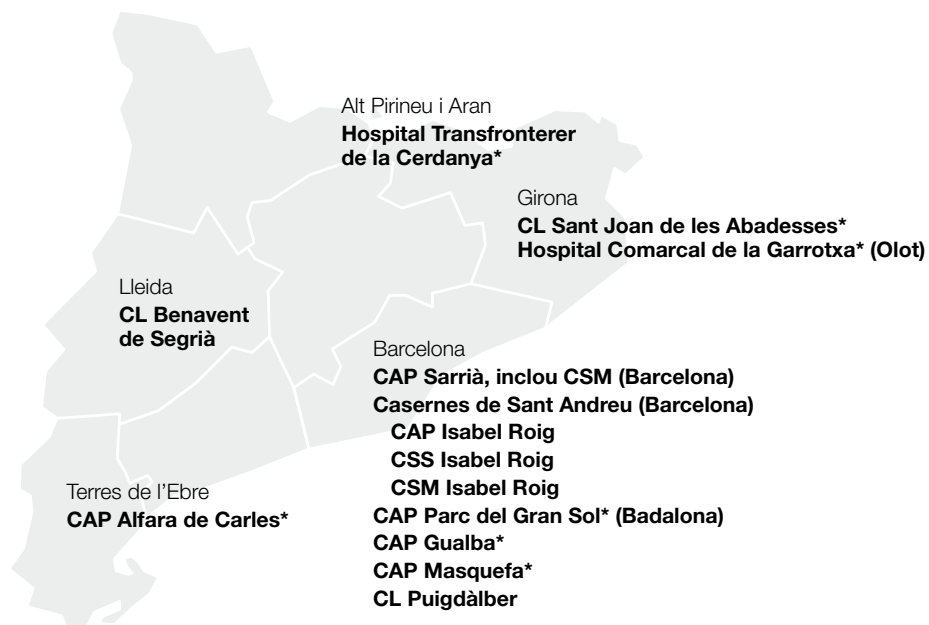 Alt Pirineu i Aran
Hospital Transfronterer
de la Cerdanya*
Girona
CL Sant Joan de les Abadesses*
Hospital Comarcal de la Garrotxa* (Olot)
Lleida
CL Benavent
de Segrià
Barcelona
CAP Sarrià, inclou CSM (Barcelona)
Casernes de Sant Andreu (Barcelona)
CAP Isabel Roig
CSS Isabel Roig
CSM Isabel Roig
CAP Parc del Gran Sol* (Badalona)
CAP Gualba*
CAP Masquefa*
CL Puigdàlber
Terres de l’Ebre
CAP Alfara de Carles*